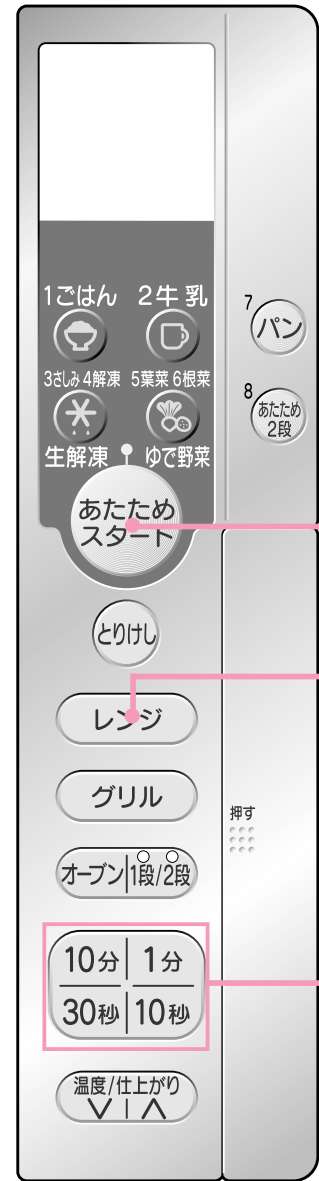 1ごはん 2牛乳
7
パン
3さしみ 4解凍 5葉菜 6根菜
8
あたため
2段
生解凍 ゆで野菜
あたため
スタート
とりけし
レンジ
グリル
押す
オーブン 1段/2段
10分 1分
30秒 10秒
温度/仕上がり